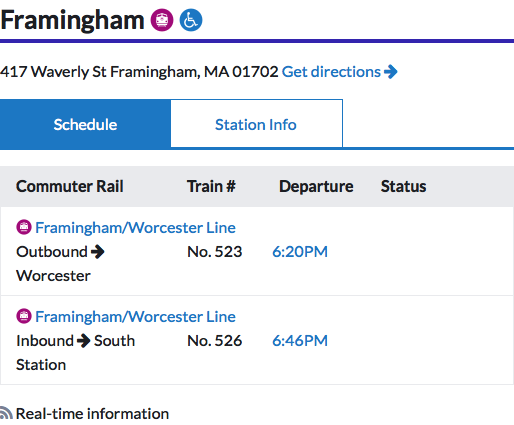 Framingham
417 Waverly St Framingham, MA 01702 Get directions
Schedule Station Info
Commuter Rail Train # Departure Status
Framingham/Worcester Line
Outbound No. 523 6:20PM
Worcester
Framingham/Worcester Line
Inbound South No. 526 6:46PM
Station
Real-time information